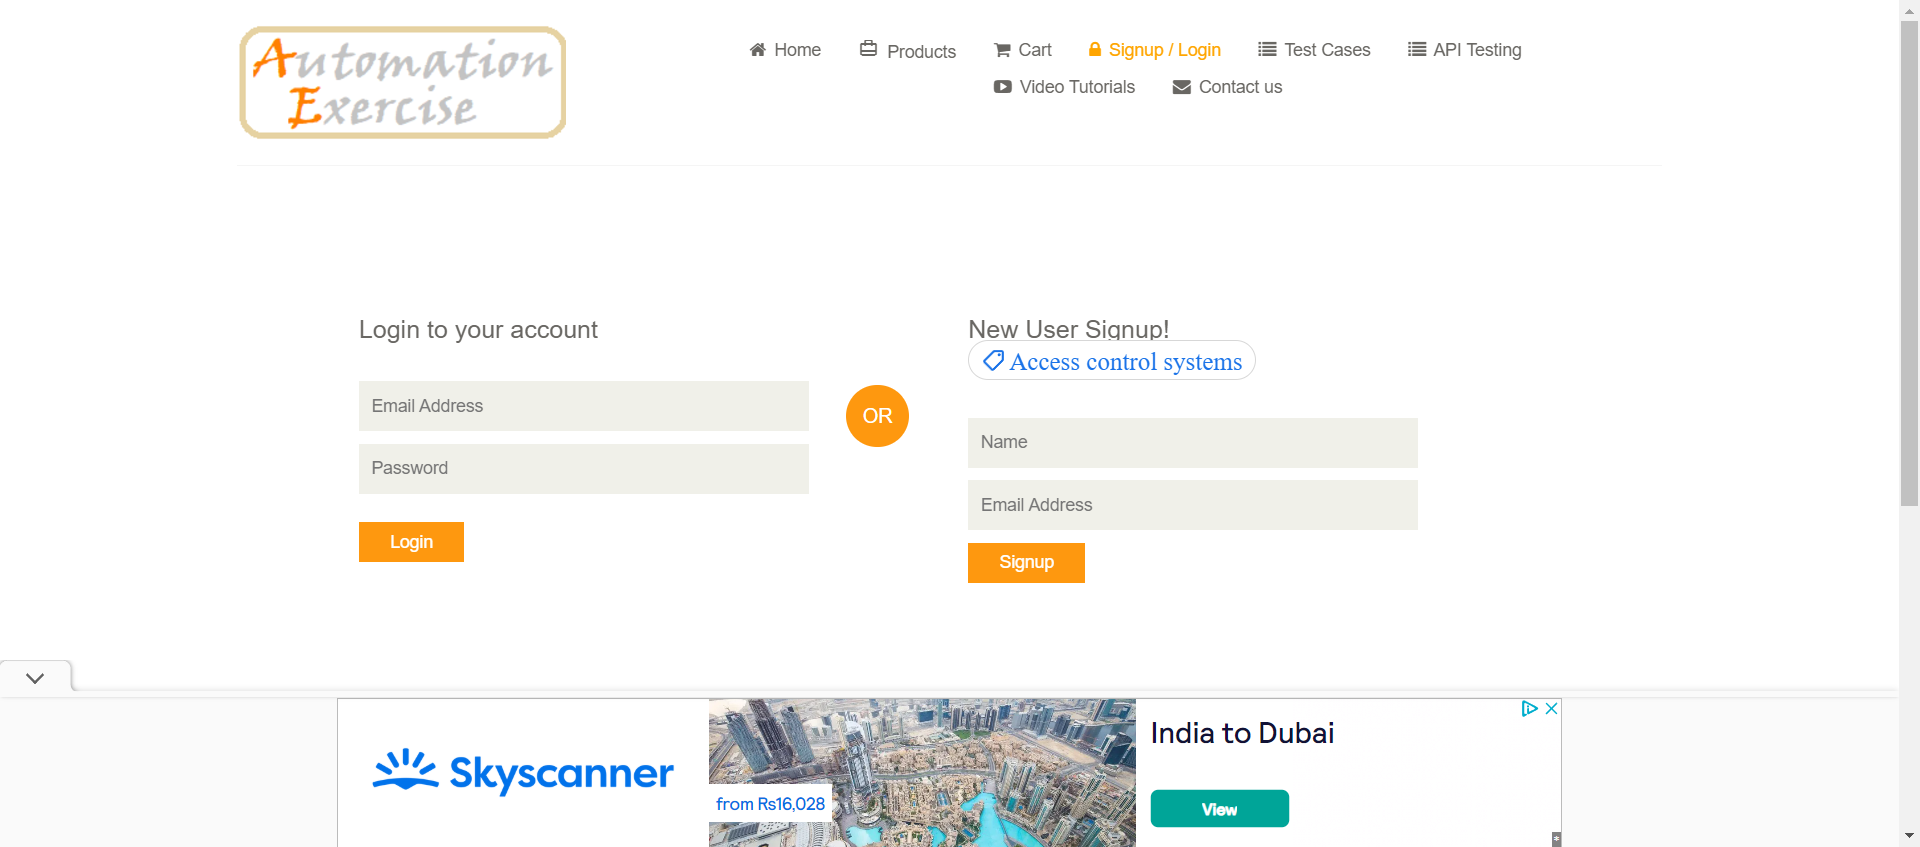 Automation
Exercise
Home
Products
Cart
Signup / Login
Test Cases
API Testing
Video Tutorials
Contact us
Login to your account
Email Address
Password
Login
OR
New User Signup!
Access control systems
Name
Email Address
Signup
Skyscanner
from Rs16,028
India to Dubai
View